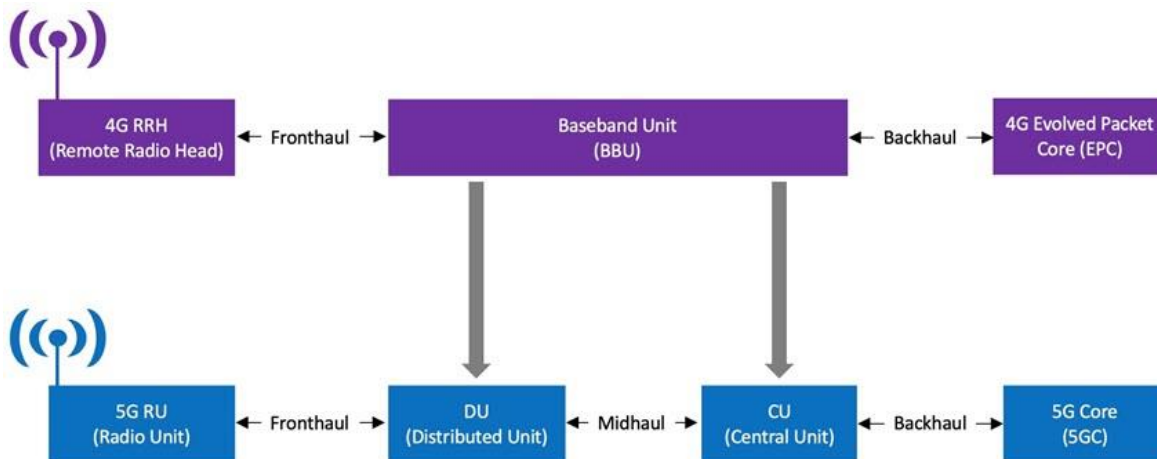 4G RRH
(Remote Radio Head)
Fronthaul
Baseband Unit
(BBU)
Backhaul
4G Evolved Packet
Core (EPC)
5G RU
(Radio Unit)
Fronthaul
DU
(Distributed Unit)
Midhaul
CU
(Central Unit)
Backhaul
5G Core
(5GC)